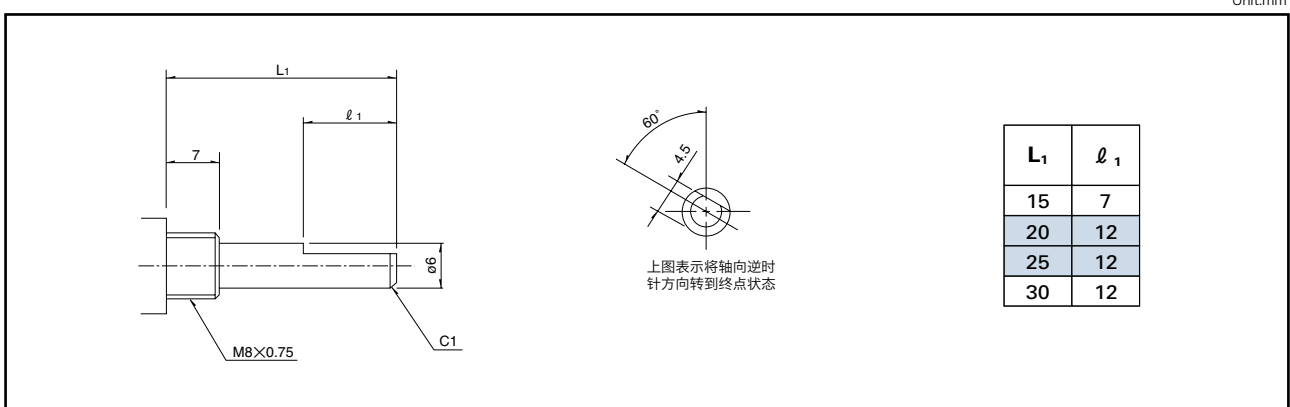 Unit:mm
L₁
ℓ ₁
7
ø6
M8×0.75
C1
60°
4.5
上图表示将轴向逆时
针方向转到终点状态
L₁ ℓ ₁
15 7
20 12
25 12
30 12